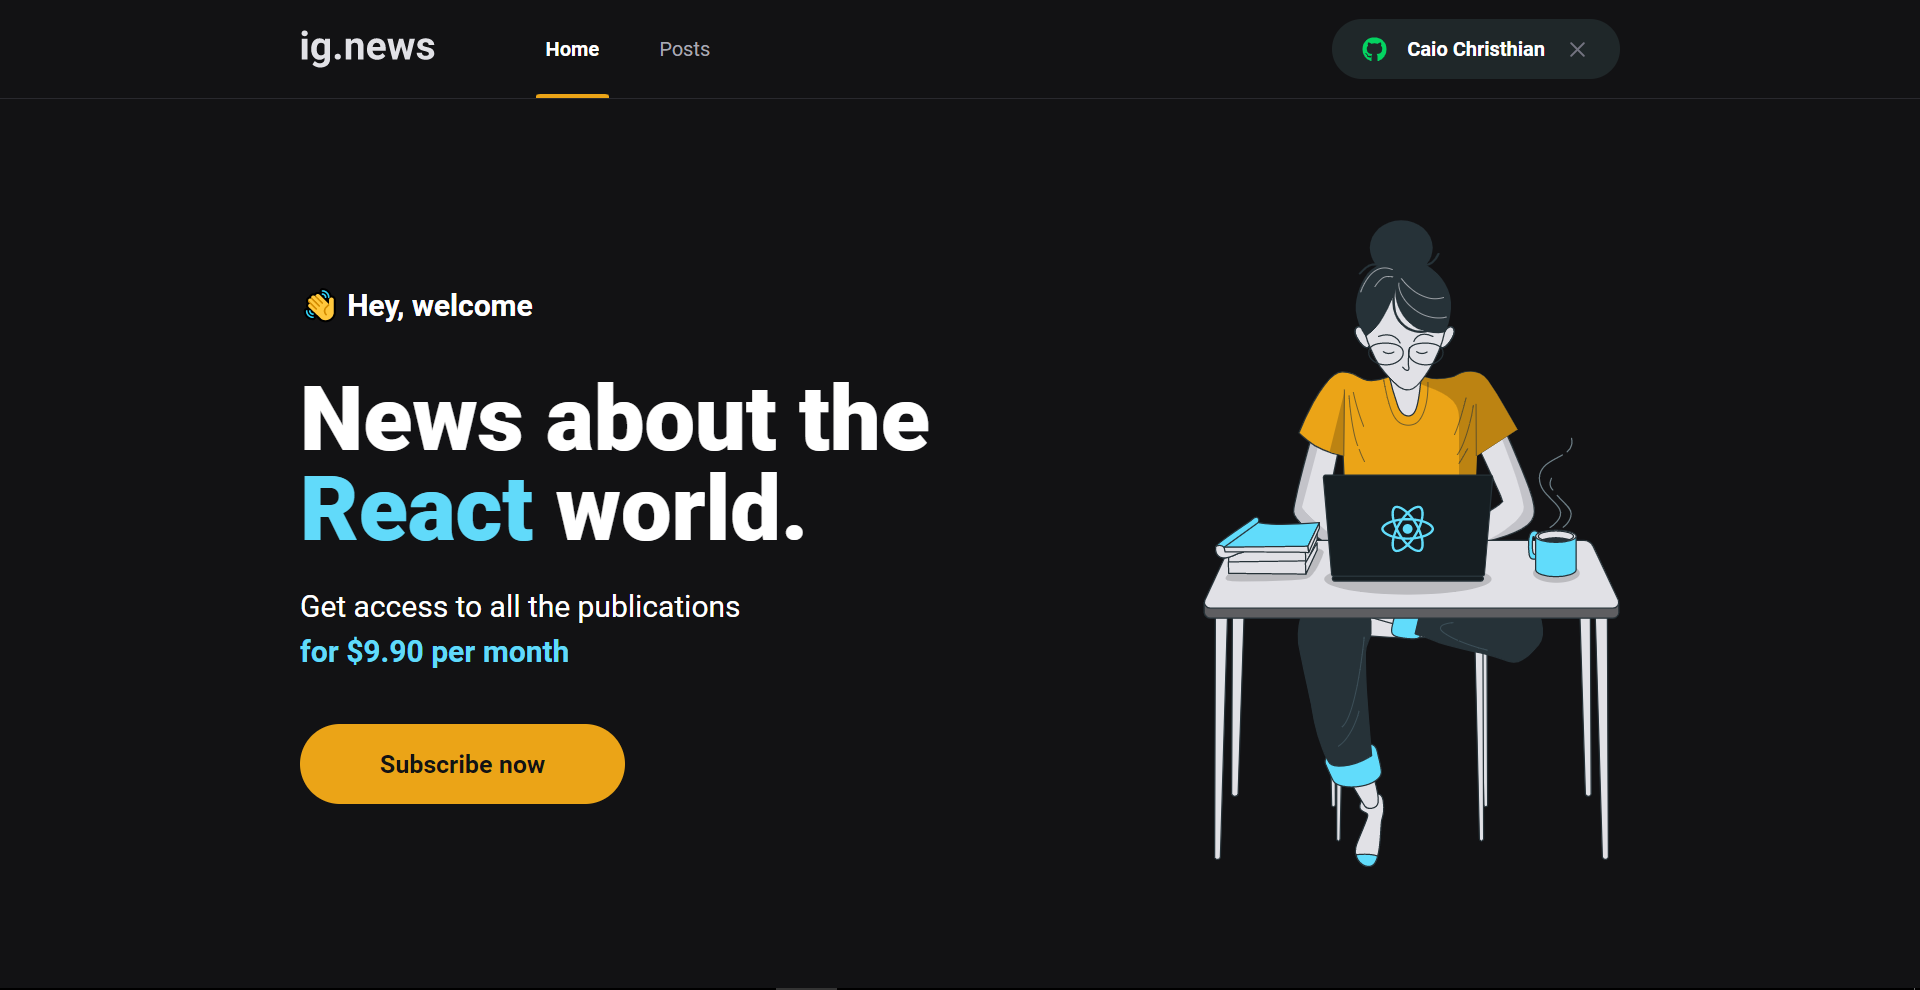 ig.news
Home
Posts
Caio Christhian
👋 Hey, welcome
News about the
React world.
Get access to all the publications
for $9.90 per month
Subscribe now